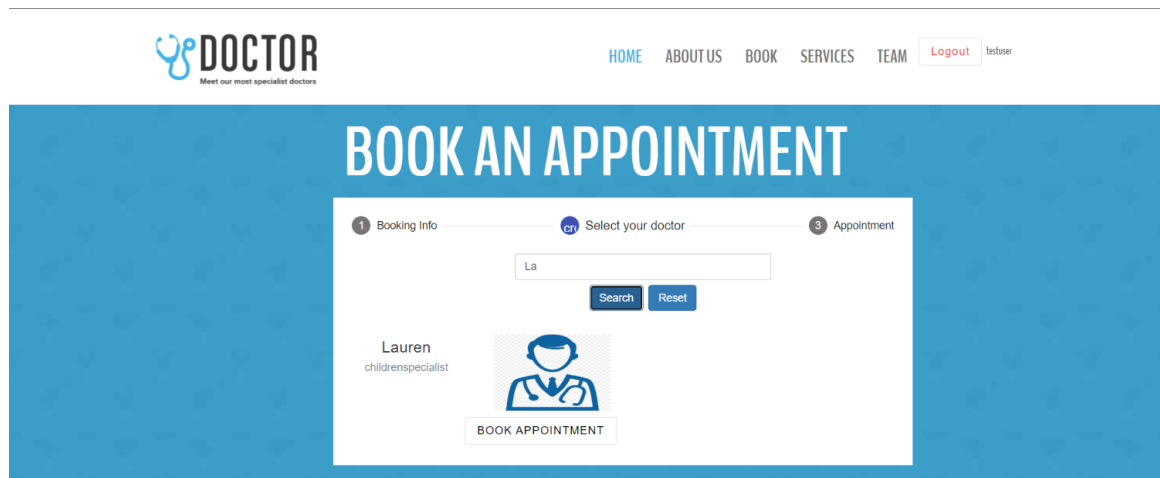 DOCTOR
Meet our most specialist doctors
HOME ABOUT US BOOK SERVICES TEAM Logout testuser
BOOK AN APPOINTMENT
1 Booking Info Select your doctor 3 Appointment
La
Search Reset
Lauren
childrenspecialist
BOOK APPOINTMENT